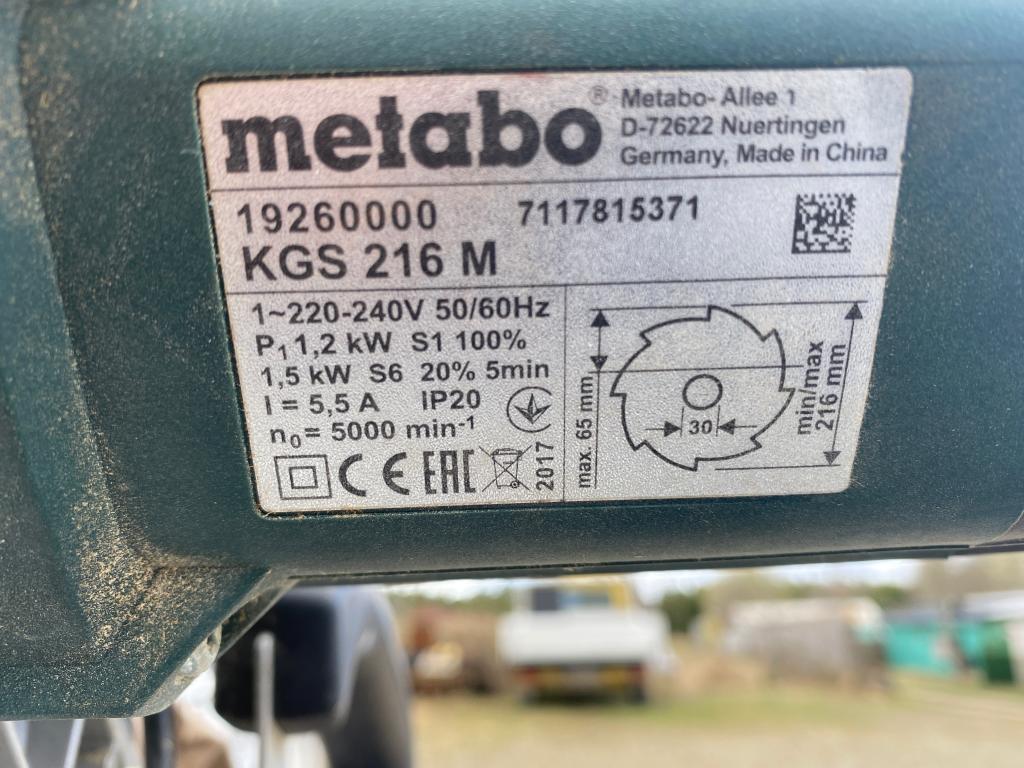 metabo®
Metabo- Allee 1
D-72622 Nuertingen
Germany, Made in China
19260000 7117815371
KGS 216 M
1~220-240V 50/60Hz
P₁ 1,2 kW S1 100%
1,5 kW S6 20% 5min
I = 5,5 A IP20
n₀= 5000 min⁻¹
CE EAC 2017
max. 65 mm
30
min/max
216 mm